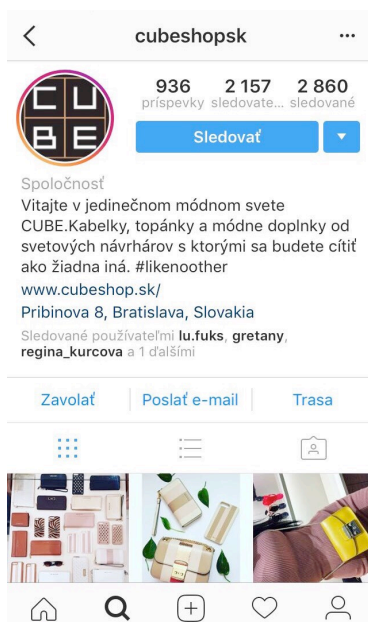 cubeshopsk
CU
BE
936 2 157 2 860
príspevky sledovate... sledované
Sledovať
Spoločnosť
Vitajte v jedinečnom módnom svete
CUBE.Kabelky, topánky a módne doplnky od
svetových návrhárov s ktorými sa budete cítiť
ako žiadna iná. #likenoother
www.cubeshop.sk/
Pribinova 8, Bratislava, Slovakia
Sledované používateľmi lu.fuks, gretany,
regina_kurcova a 1 ďalšími
Zavolať Poslať e-mail Trasa